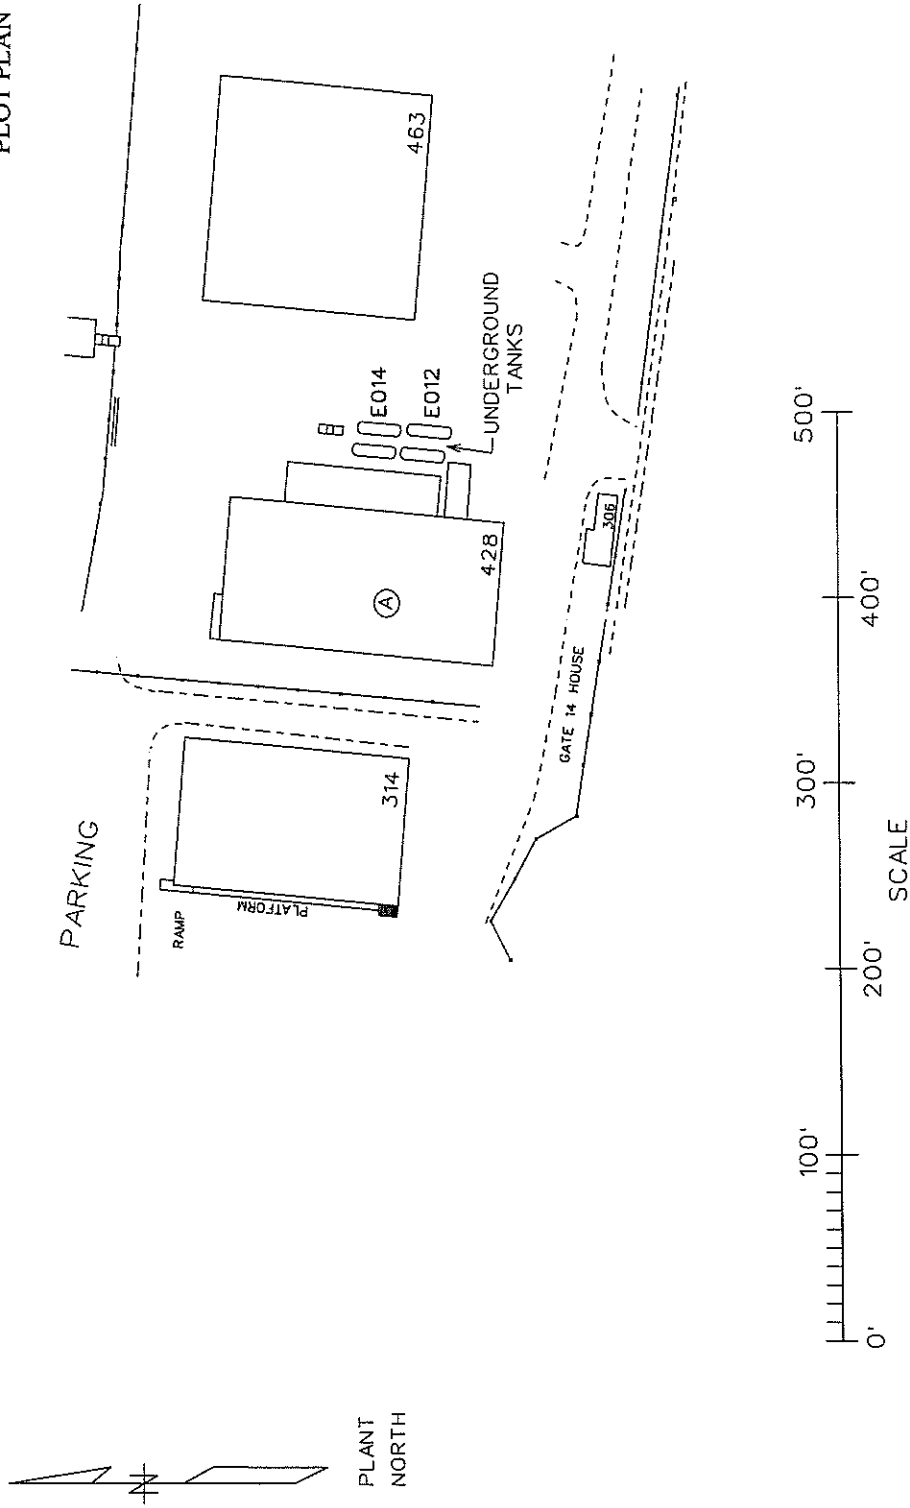 PLOT PLAN
PARKING
RAMP
PLATFORM
314
428
A
463
E014
E012
UNDERGROUND
TANKS
306
GATE 14 HOUSE
PLANT
NORTH
N
0'
100'
200'
300'
400'
500'
SCALE